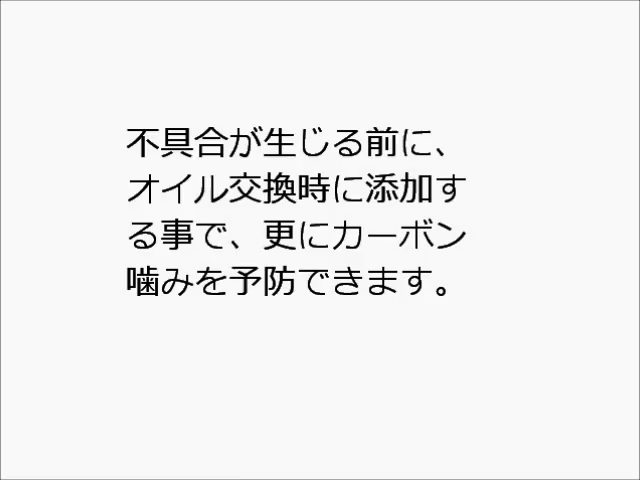 不具合が生じる前に、
オイル交換時に添加す
る事で、更にカーボン
噛みを予防できます。